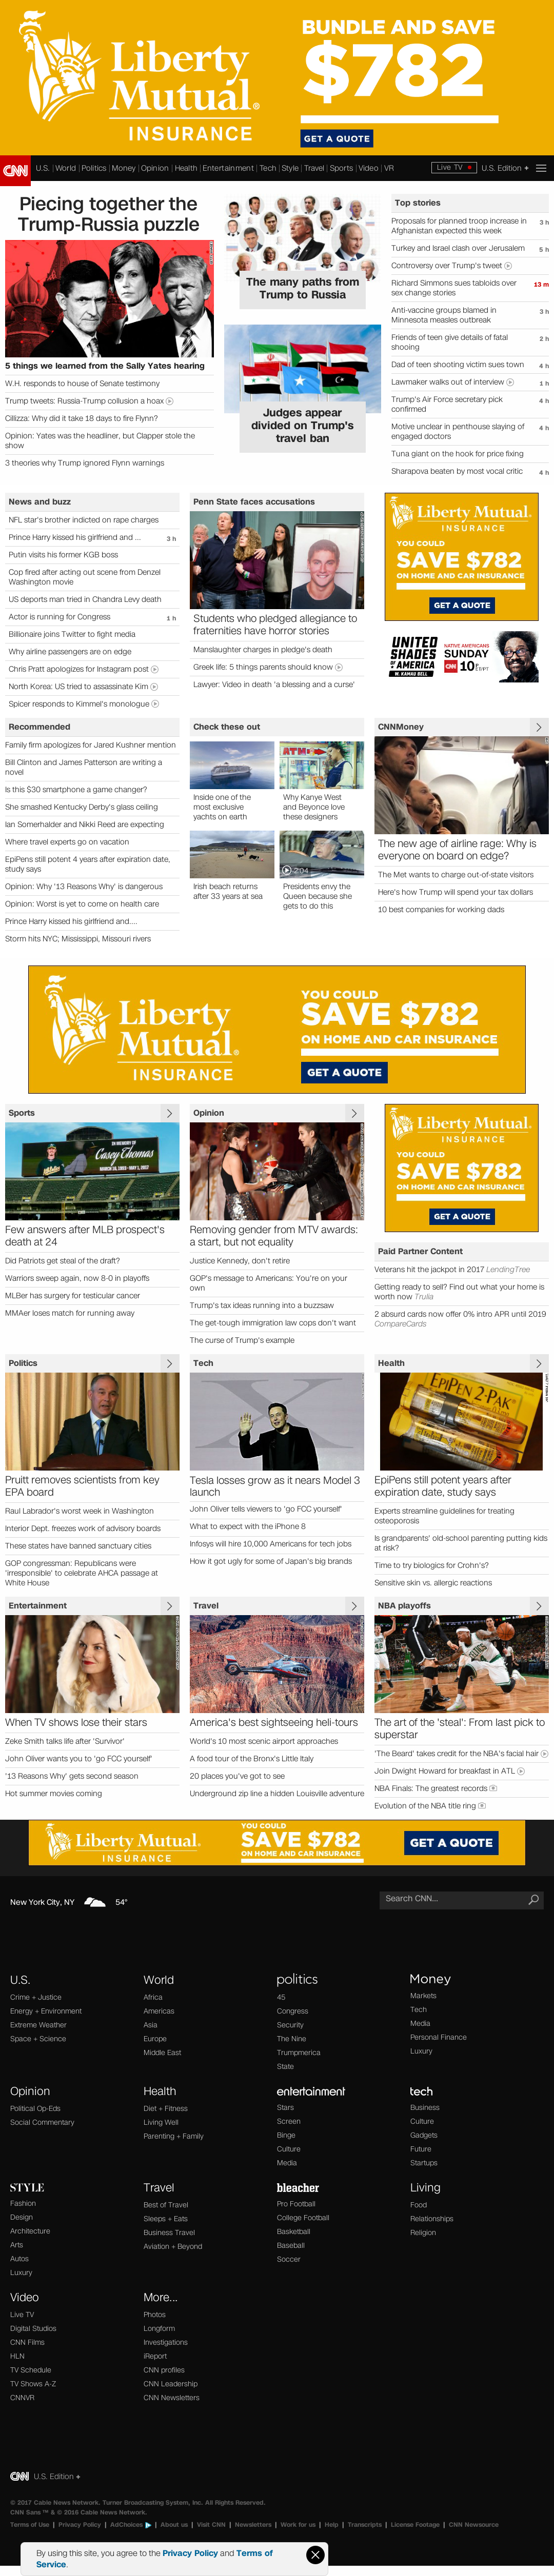 Liberty
Mutual®
INSURANCE
BUNDLE AND SAVE
$782
GET A QUOTE
CNN
U.S. World Politics Money Opinion Health Entertainment Tech Style Travel Sports Video VR
Live TV
U.S. Edition +
Piecing together the
Trump-Russia puzzle
5 things we learned from the Sally Yates hearing
W.H. responds to house of Senate testimony
Trump tweets: Russia-Trump collusion a hoax
Cillizza: Why did it take 18 days to fire Flynn?
Opinion: Yates was the headliner, but Clapper stole the
show
3 theories why Trump ignored Flynn warnings
The many paths from
Trump to Russia
Judges appear
divided on Trump's
travel ban
Top stories
Proposals for planned troop increase in
Afghanistan expected this week
3 h
Turkey and Israel clash over Jerusalem
5 h
Controversy over Trump's tweet
Richard Simmons sues tabloids over
sex change stories
13 m
Anti-vaccine groups blamed in
Minnesota measles outbreak
3 h
Friends of teen give details of fatal
shooing
2 h
Dad of teen shooting victim sues town
4 h
Lawmaker walks out of interview
1 h
Trump's Air Force secretary pick
confirmed
4 h
Motive unclear in penthouse slaying of
engaged doctors
4 h
Tuna giant on the hook for price fixing
Sharapova beaten by most vocal critic
4 h
News and buzz
NFL star's brother indicted on rape charges
Prince Harry kissed his girlfriend and ...
3 h
Putin visits his former KGB boss
Cop fired after acting out scene from Denzel
Washington movie
US deports man tried in Chandra Levy death
Actor is running for Congress
1 h
Billionaire joins Twitter to fight media
Why airline passengers are on edge
Chris Pratt apologizes for Instagram post
North Korea: US tried to assassinate Kim
Spicer responds to Kimmel's monologue
Penn State faces accusations
Students who pledged allegiance to
fraternities have horror stories
Manslaughter charges in pledge's death
Greek life: 5 things parents should know
Lawyer: Video in death 'a blessing and a curse'
Liberty Mutual.
INSURANCE
YOU COULD
SAVE $782
ON HOME AND CAR INSURANCE
GET A QUOTE
UNITED
SHADES
OF AMERICA
W. KAMAU BELL
NATIVE AMERICANS
SUNDAY
CNN 10P ET/PT
Recommended
Family firm apologizes for Jared Kushner mention
Bill Clinton and James Patterson are writing a
novel
Is this $30 smartphone a game changer?
She smashed Kentucky Derby's glass ceiling
Ian Somerhalder and Nikki Reed are expecting
Where travel experts go on vacation
EpiPens still potent 4 years after expiration date,
study says
Opinion: Why '13 Reasons Why' is dangerous
Opinion: Worst is yet to come on health care
Prince Harry kissed his girlfriend and....
Storm hits NYC; Mississippi, Missouri rivers
Check these out
ATM
Inside one of the
most exclusive
yachts on earth
Why Kanye West
and Beyonce love
these designers
2:04
Irish beach returns
after 33 years at sea
Presidents envy the
Queen because she
gets to do this
CNNMoney
The new age of airline rage: Why is
everyone on board on edge?
The Met wants to charge out-of-state visitors
Here's how Trump will spend your tax dollars
10 best companies for working dads
Liberty
Mutual®
INSURANCE
YOU COULD
SAVE $782
ON HOME AND CAR INSURANCE
GET A QUOTE
Sports
IN MEMORY OF
Casey Thomas
Few answers after MLB prospect's
death at 24
Did Patriots get steal of the draft?
Warriors sweep again, now 8-0 in playoffs
MLBer has surgery for testicular cancer
MMAer loses match for running away
Opinion
Removing gender from MTV awards:
a start, but not equality
Justice Kennedy, don't retire
GOP's message to Americans: You're on your
own
Trump's tax ideas running into a buzzsaw
The get-tough immigration law cops don't want
The curse of Trump's example
Liberty Mutual.
INSURANCE
YOU COULD
SAVE $782
ON HOME AND CAR INSURANCE
GET A QUOTE
Paid Partner Content
Veterans hit the jackpot in 2017 LendingTree
Getting ready to sell? Find out what your home is
worth now Trulia
2 absurd cards now offer 0% intro APR until 2019
CompareCards
Politics
Pruitt removes scientists from key
EPA board
Raul Labrador's worst week in Washington
Interior Dept. freezes work of advisory boards
These states have banned sanctuary cities
GOP congressman: Republicans were
'irresponsible' to celebrate AHCA passage at
White House
Tech
Tesla losses grow as it nears Model 3
launch
John Oliver tells viewers to 'go FCC yourself'
What to expect with the iPhone 8
Infosys will hire 10,000 Americans for tech jobs
How it got ugly for some of Japan's big brands
Health
EPIPEN 2-PAK
EpiPens still potent years after
expiration date, study says
Experts streamline guidelines for treating
osteoporosis
Is grandparents' old-school parenting putting kids
at risk?
Time to try biologics for Crohn's?
Sensitive skin vs. allergic reactions
Entertainment
When TV shows lose their stars
Zeke Smith talks life after 'Survivor'
John Oliver wants you to 'go FCC yourself'
'13 Reasons Why' gets second season
Hot summer movies coming
Travel
America's best sightseeing heli-tours
World's 10 most scenic airport approaches
A food tour of the Bronx's Little Italy
20 places you've got to see
Underground zip line a hidden Louisville adventure
NBA playoffs
The art of the 'steal': From last pick to
superstar
'The Beard' takes credit for the NBA's facial hair
Join Dwight Howard for breakfast in ATL
NBA Finals: The greatest records
Evolution of the NBA title ring
Liberty Mutual.
INSURANCE
YOU COULD
SAVE $782
ON HOME AND CAR INSURANCE
GET A QUOTE
New York City, NY 54°
Search CNN...
U.S.
Crime + Justice
Energy + Environment
Extreme Weather
Space + Science
World
Africa
Americas
Asia
Europe
Middle East
politics
45
Congress
Security
The Nine
Trumpmerica
State
Money
Markets
Tech
Media
Personal Finance
Luxury
Opinion
Political Op-Eds
Social Commentary
Health
Diet + Fitness
Living Well
Parenting + Family
entertainment
Stars
Screen
Binge
Culture
Media
tech
Business
Culture
Gadgets
Future
Startups
STYLE
Fashion
Design
Architecture
Arts
Autos
Luxury
Travel
Best of Travel
Sleeps + Eats
Business Travel
Aviation + Beyond
bleacher
Pro Football
College Football
Basketball
Baseball
Soccer
Living
Food
Relationships
Religion
Video
Live TV
Digital Studios
CNN Films
HLN
TV Schedule
TV Shows A-Z
CNNVR
More...
Photos
Longform
Investigations
iReport
CNN profiles
CNN Leadership
CNN Newsletters
CNN U.S. Edition +
© 2017 Cable News Network. Turner Broadcasting System, Inc. All Rights Reserved.
CNN Sans ™ & © 2016 Cable News Network.
Terms of Use | Privacy Policy | AdChoices | About us | Visit CNN | Newsletters | Work for us | Help | Transcripts | License Footage | CNN Newsource
By using this site, you agree to the Privacy Policy and Terms of
Service.